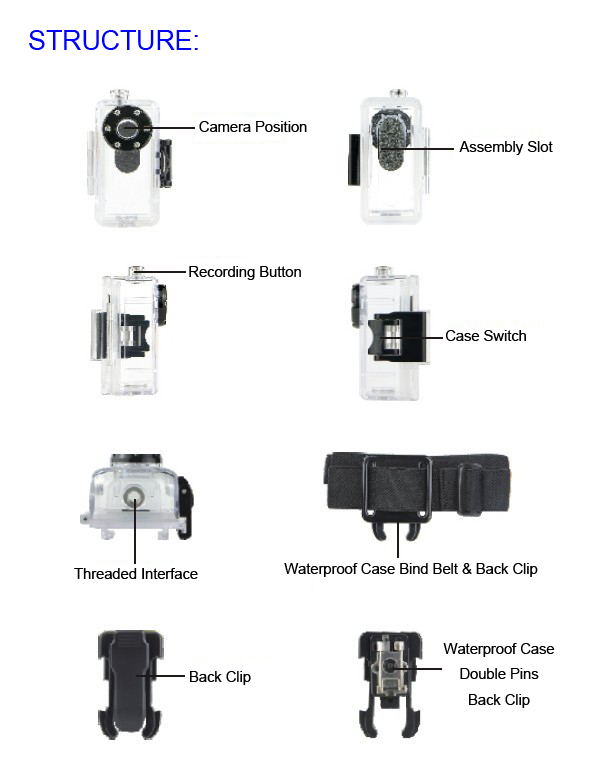 STRUCTURE:
Camera Position
Assembly Slot
Recording Button
Case Switch
Threaded Interface
Waterproof Case Bind Belt & Back Clip
Back Clip
Waterproof Case
Double Pins
Back Clip